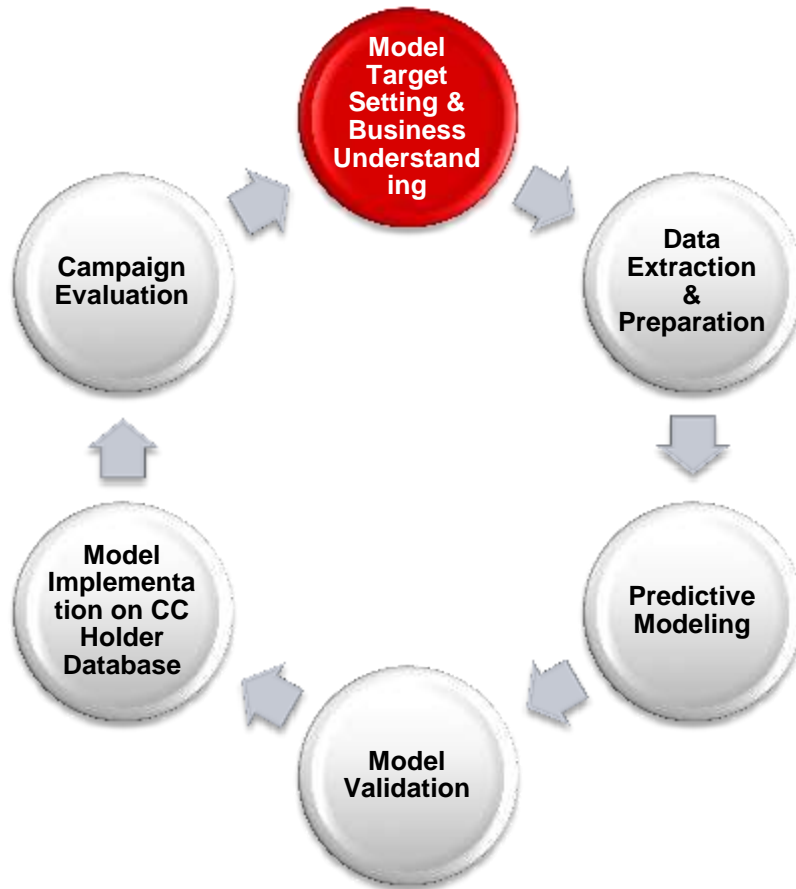 Model
Target
Setting &
Business
Understand
ing
Data
Extraction
&
Preparation
Predictive
Modeling
Model
Validation
Model
Implementa
tion on CC
Holder
Database
Campaign
Evaluation